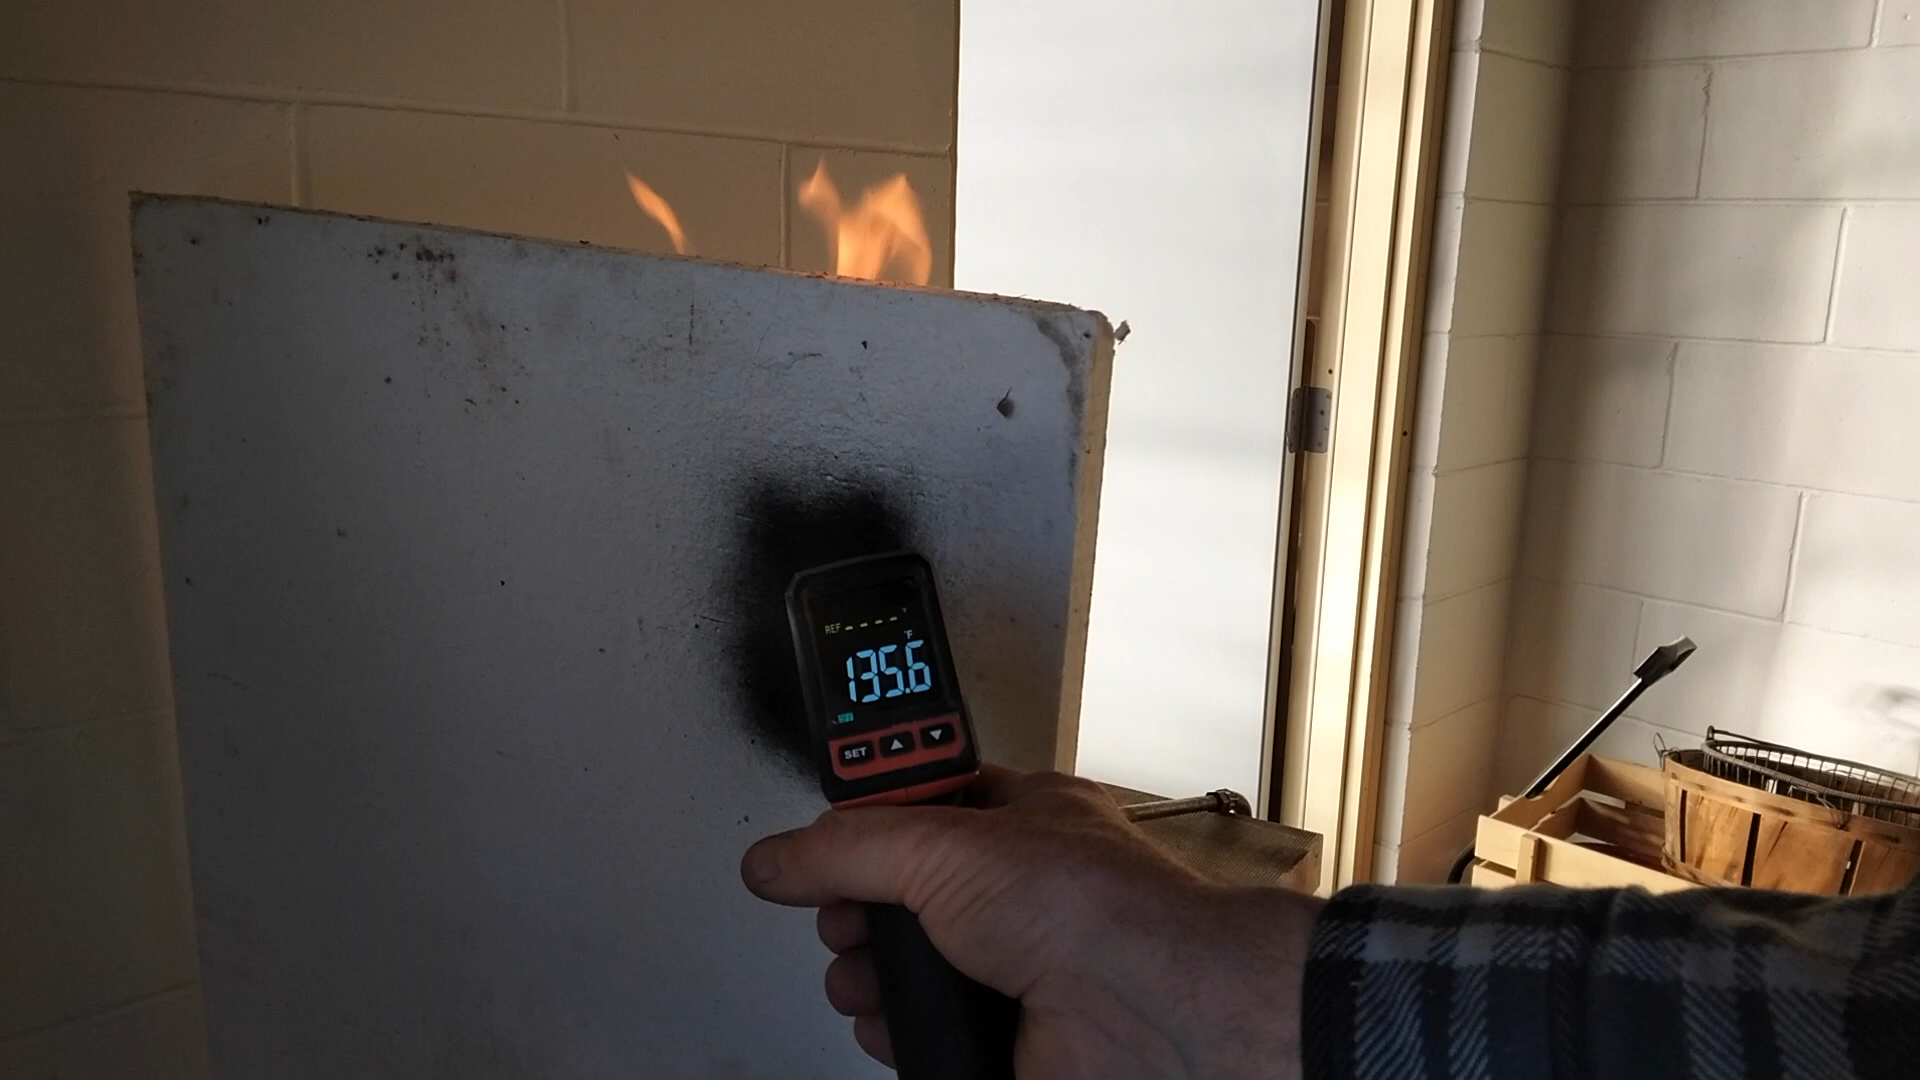 REF ----
°F
135.6
SET ▲ ▼